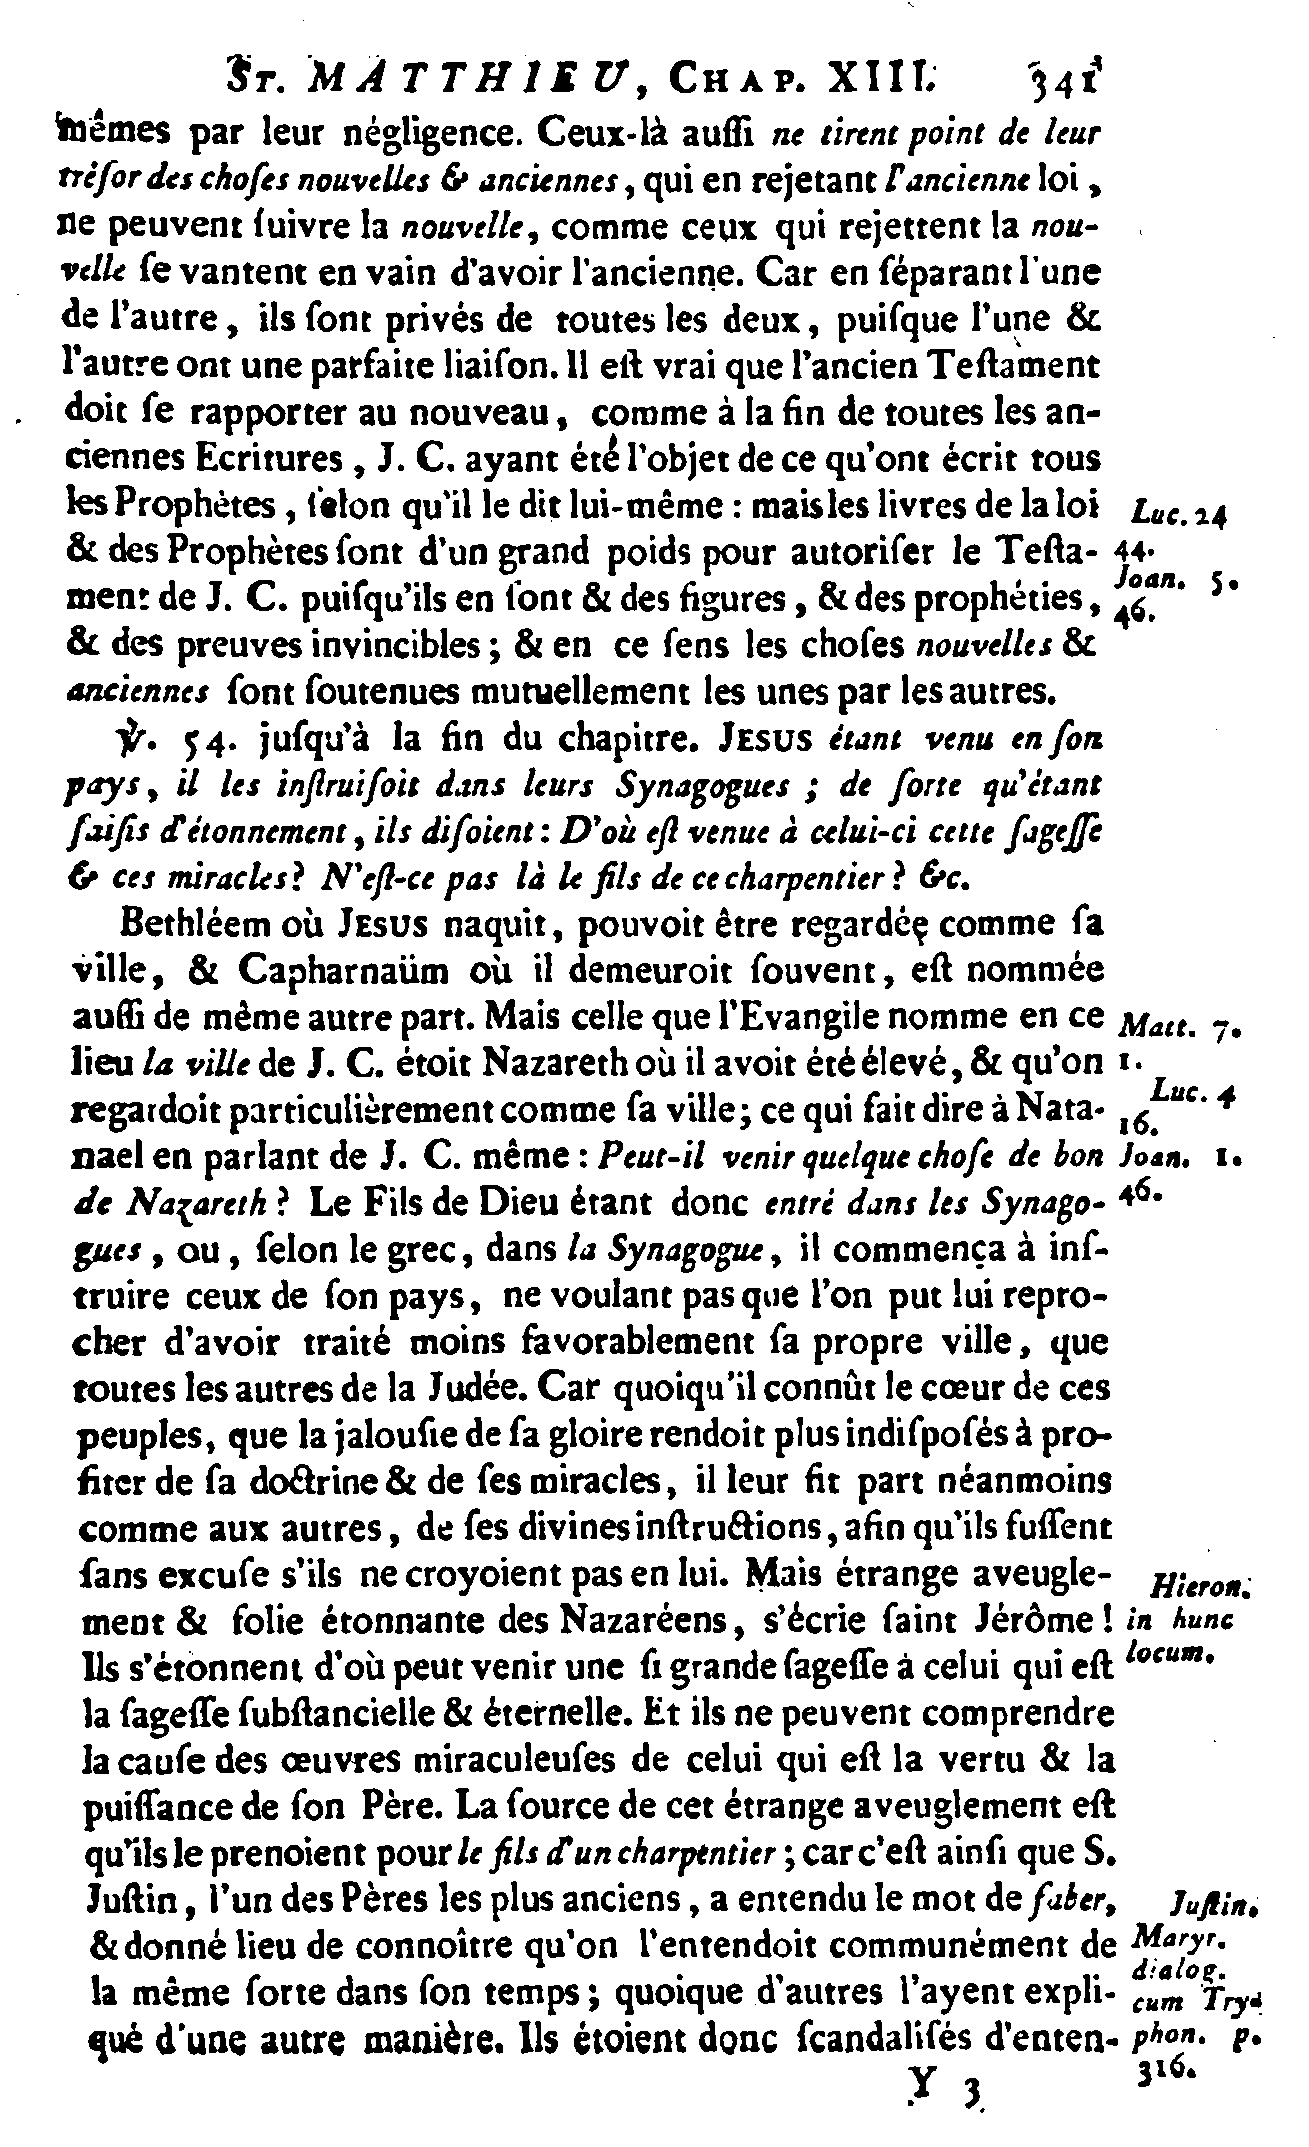 ST. MATTHIEU, CHAP. XIII. 341
mêmes par leur négligence. Ceux-là auſſi ne tirent point de leur
tréſor des choſes nouvelles & anciennes, qui en rejetant l'ancienne loi,
ne peuvent ſuivre la nouvelle, comme ceux qui rejettent la nou-
velle ſe vantent en vain d'avoir l'ancienne. Car en ſéparant l'une
de l'autre, ils ſont privés de toutes les deux, puiſque l'une &
l'autre ont une parfaite liaiſon. Il eſt vrai que l'ancien Teſtament
doit ſe rapporter au nouveau, comme à la fin de toutes les an-
ciennes Ecritures, J. C. ayant été l'objet de ce qu'ont écrit tous
les Prophètes, ſelon qu'il le dit lui-même : mais les livres de la loi
& des Prophètes ſont d'un grand poids pour autoriſer le Teſta-
ment de J. C. puiſqu'ils en ſont & des figures, & des prophéties,
& des preuves invincibles ; & en ce ſens les choſes nouvelles &
anciennes ſont ſoutenues mutuellement les unes par les autres.
Luc. 24
44.
Joan. 5.
46.
℣. 54. juſqu'à la fin du chapitre. JESUS étant venu en ſon
pays, il les inſtruiſoit dans leurs Synagogues ; de ſorte qu'étant
ſaiſis d'étonnement, ils diſoient : D'où eſt venue à celui-ci cette ſageſſe
& ces miracles ? N'eſt-ce pas là le fils de ce charpentier ? &c.
Bethléem où JESUS naquit, pouvoit être regardée comme ſa
ville, & Capharnaüm où il demeuroit ſouvent, eſt nommée
auſſi de même autre part. Mais celle que l'Evangile nomme en ce
lieu la ville de J. C. étoit Nazareth où il avoit été élevé, & qu'on
regardoit particulièrement comme ſa ville ; ce qui fait dire à Nata-
nael en parlant de J. C. même : Peut-il venir quelque choſe de bon
de Nazareth ? Le Fils de Dieu étant donc entré dans les Synago-
gues, ou, ſelon le grec, dans la Synagogue, il commença à inſ-
truire ceux de ſon pays, ne voulant pas que l'on put lui repro-
cher d'avoir traité moins favorablement ſa propre ville, que
toutes les autres de la Judée. Car quoiqu'il connût le cœur de ces
peuples, que la jalouſie de ſa gloire rendoit plus indiſpoſés à pro-
fiter de ſa doctrine & de ſes miracles, il leur fit part néanmoins
comme aux autres, de ſes divines inſtructions, afin qu'ils fuſſent
ſans excuſe s'ils ne croyoient pas en lui. Mais étrange aveugle-
ment & folie étonnante des Nazaréens, s'écrie ſaint Jérôme !
Ils s'étonnent d'où peut venir une ſi grande ſageſſe à celui qui eſt
la ſageſſe ſubſtancielle & éternelle. Et ils ne peuvent comprendre
la cauſe des œuvres miraculeuſes de celui qui eſt la vertu & la
puiſſance de ſon Père. La ſource de cet étrange aveuglement eſt
qu'ils le prenoient pour le fils d'un charpentier ; car c'eſt ainſi que S.
Juſtin, l'un des Pères les plus anciens, a entendu le mot de faber,
& donné lieu de connoître qu'on l'entendoit communément de
la même ſorte dans ſon temps ; quoique d'autres l'ayent expli-
qué d'une autre manière. Ils étoient donc ſcandaliſés d'enten-
Matt. 7.
1.
Luc. 4
16.
Joan. 1.
46.
Hieron.
in hunc
locum.
Juſtin.
Maryr.
dialog.
cum Try-
phon. p.
316.
Y 3